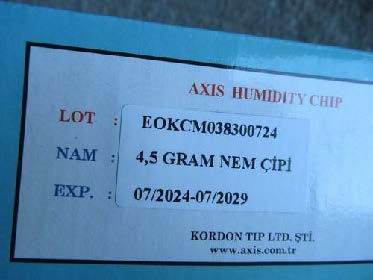 AXIS HUMIDITY CHIP
LOT : EOKCM038300724
NAM : 4,5 GRAM NEM ÇİPİ
EXP. : 07/2024-07/2029
KORDON TIP LTD. ŞTİ.
www.axis.com.tr